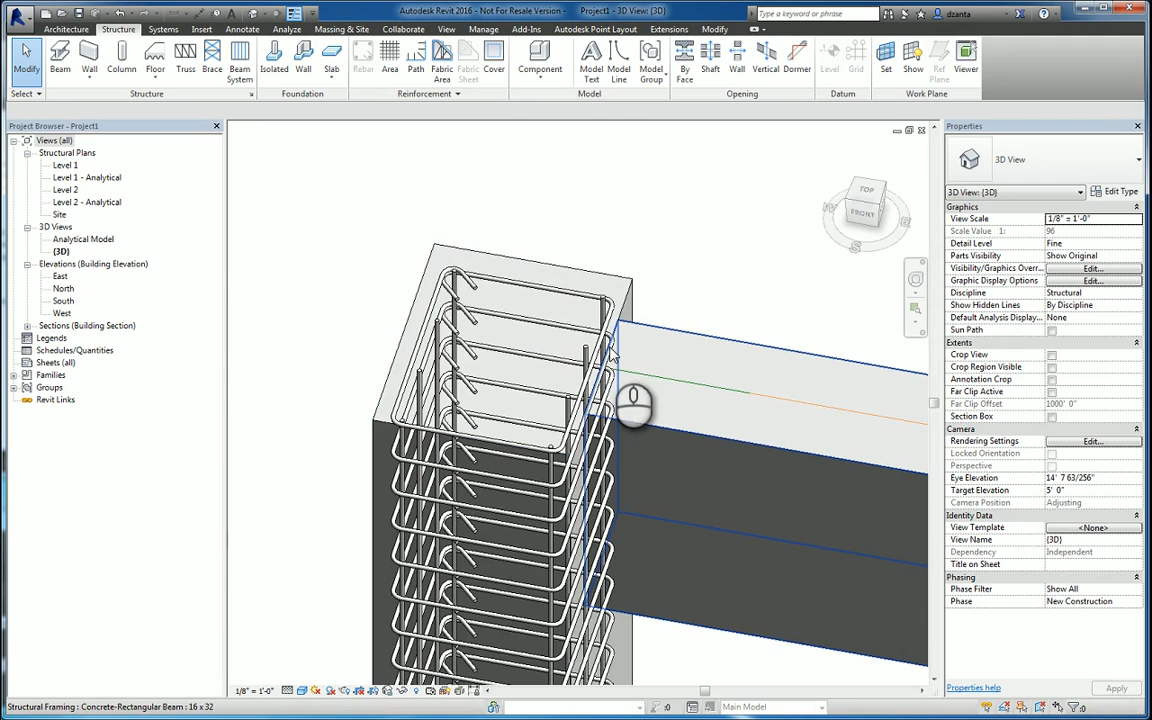 Autodesk Revit 2016 - Not For Resale Version - Project1 - 3D View: {3D}
Type a keyword or phrase
dzanta
Architecture Structure Systems Insert Annotate Analyze Massing & Site Collaborate View Manage Add-Ins Autodesk Point Layout Extensions Modify
Modify Beam Wall Column Floor Truss Brace Beam System Isolated Wall Slab Rebar Area Path Fabric Area Fabric Sheet Cover Component Model Text Model Line Model Group By Face Shaft Wall Vertical Dormer Level Grid Set Show Ref Plane Viewer
Select Structure Foundation Reinforcement Model Opening Datum Work Plane
Project Browser - Project1
Views (all)
Structural Plans
Level 1
Level 1 - Analytical
Level 2
Level 2 - Analytical
Site
3D Views
Analytical Model
{3D}
Elevations (Building Elevation)
East
North
South
West
Sections (Building Section)
Legends
Schedules/Quantities
Sheets (all)
Families
Groups
Revit Links
TOP
FRONT
S
Properties
3D View
3D View: {3D} Edit Type
Graphics
View Scale 1/8" = 1'-0"
Scale Value 1: 96
Detail Level Fine
Parts Visibility Show Original
Visibility/Graphics Overr... Edit...
Graphic Display Options Edit...
Discipline Structural
Show Hidden Lines By Discipline
Default Analysis Display... None
Sun Path
Extents
Crop View
Crop Region Visible
Annotation Crop
Far Clip Active
Far Clip Offset 1000' 0"
Section Box
Camera
Rendering Settings Edit...
Locked Orientation
Perspective
Eye Elevation 14' 7 63/256"
Target Elevation 5' 0"
Camera Position Adjusting
Identity Data
View Template <None>
View Name {3D}
Dependency Independent
Title on Sheet
Phasing
Phase Filter Show All
Phase New Construction
Properties help Apply
1/8" = 1'-0"
Structural Framing : Concrete-Rectangular Beam : 16 x 32
:0
Main Model
:0